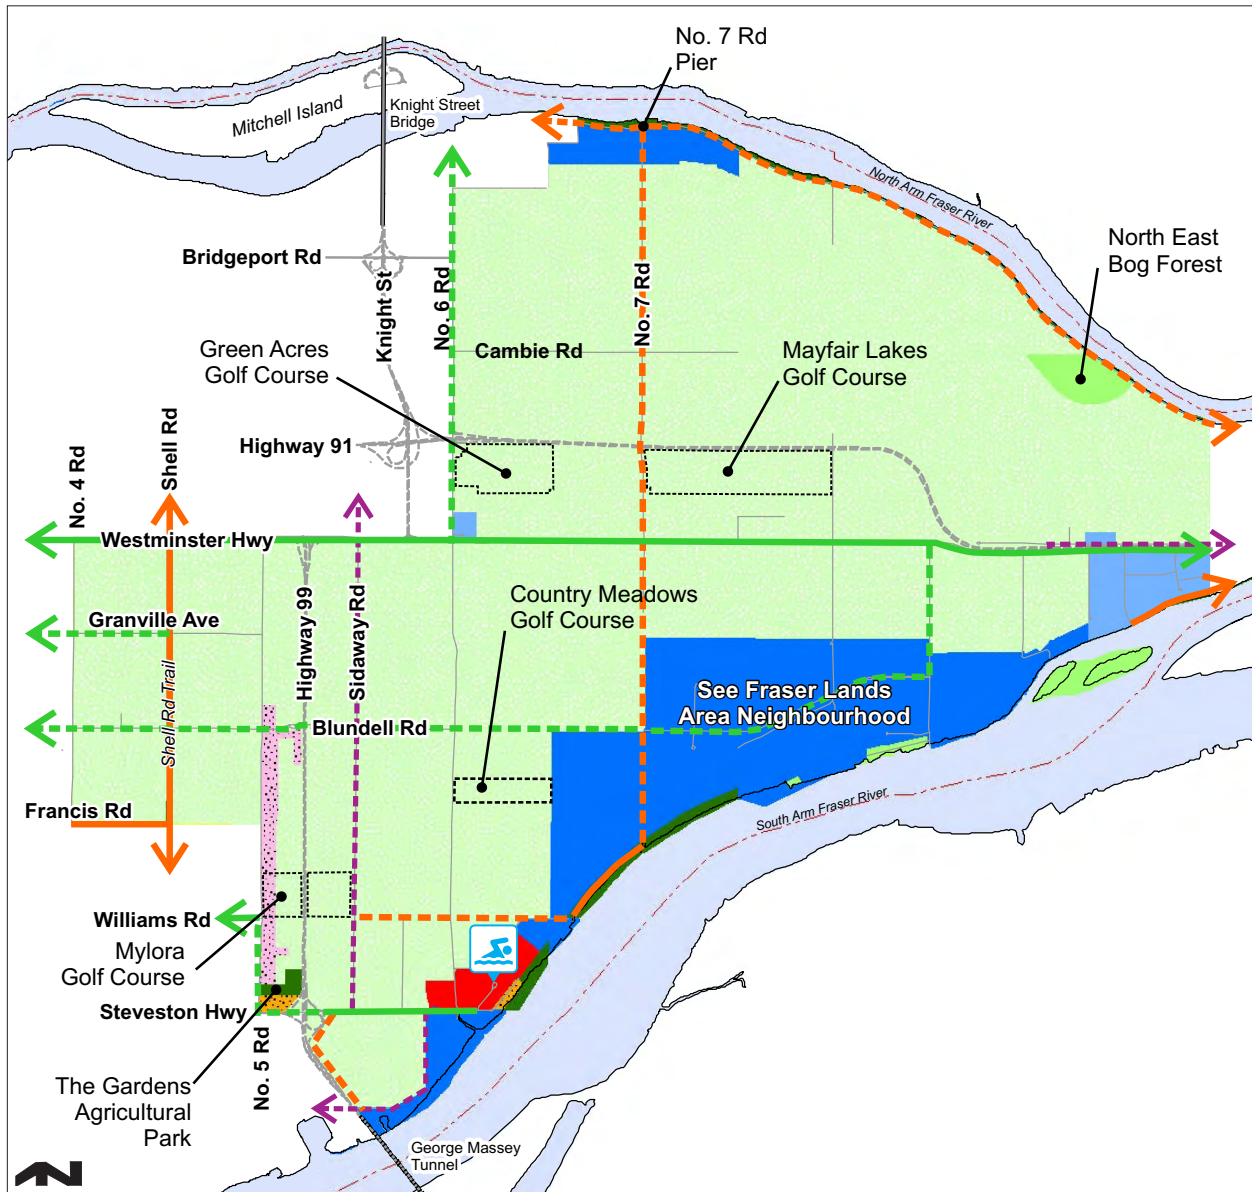 No. 7 Rd
Pier
Mitchell Island
Knight Street
Bridge
North Arm Fraser River
North East
Bog Forest
Bridgeport Rd
Knight St
No. 6 Rd
No. 7 Rd
Green Acres
Golf Course
Cambie Rd
Mayfair Lakes
Golf Course
Highway 91
No. 4 Rd
Shell Rd
Westminster Hwy
Granville Ave
Highway 99
Sidaway Rd
Country Meadows
Golf Course
Shell Rd Trail
See Fraser Lands
Area Neighbourhood
Blundell Rd
Francis Rd
South Arm Fraser River
Williams Rd
Mylora
Golf Course
Steveston Hwy
No. 5 Rd
The Gardens
Agricultural
Park
George Massey
Tunnel
N